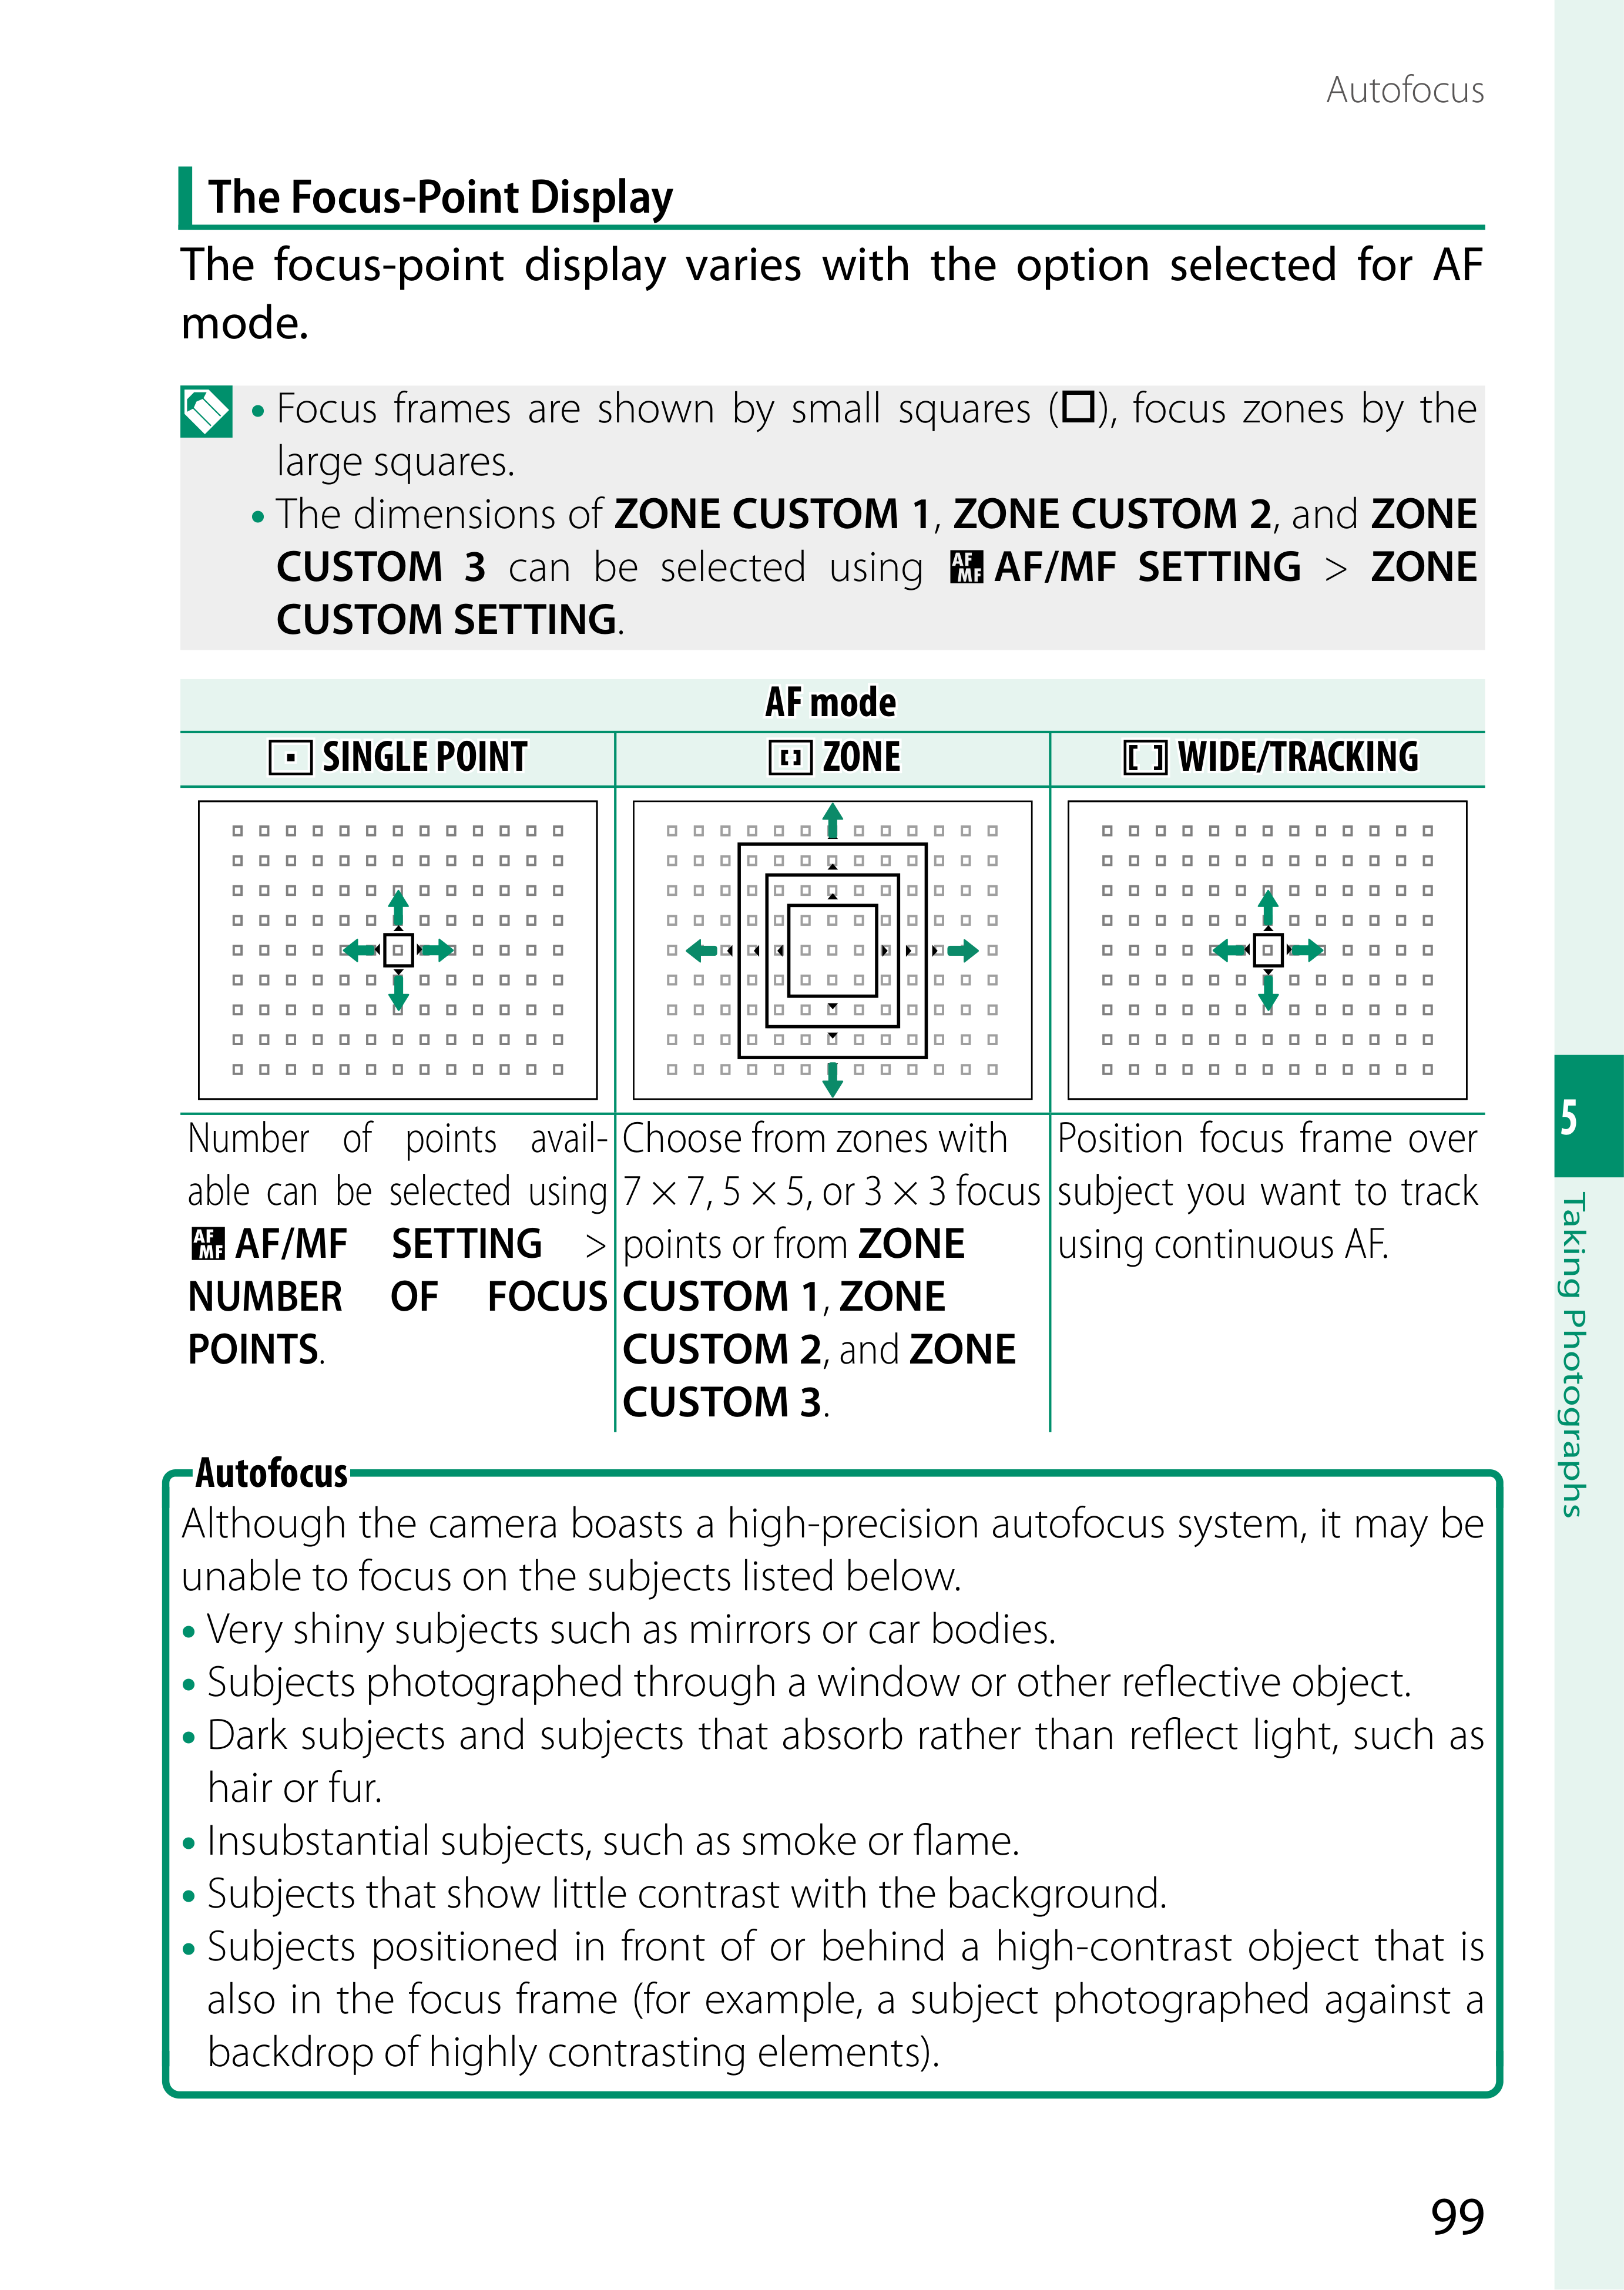 Autofocus
The Focus-Point Display
The focus-point display varies with the option selected for AF
mode.
• Focus frames are shown by small squares (□), focus zones by the
large squares.
• The dimensions of ZONE CUSTOM 1, ZONE CUSTOM 2, and ZONE
CUSTOM 3 can be selected using AF MF AF/MF SETTING > ZONE
CUSTOM SETTING.
AF mode
SINGLE POINT
ZONE
WIDE/TRACKING
Number of points avail-
able can be selected using
AF MF AF/MF SETTING >
NUMBER OF FOCUS
POINTS.
Choose from zones with
7 × 7, 5 × 5, or 3 × 3 focus
points or from ZONE
CUSTOM 1, ZONE
CUSTOM 2, and ZONE
CUSTOM 3.
Position focus frame over
subject you want to track
using continuous AF.
Autofocus
Although the camera boasts a high-precision autofocus system, it may be
unable to focus on the subjects listed below.
• Very shiny subjects such as mirrors or car bodies.
• Subjects photographed through a window or other reflective object.
• Dark subjects and subjects that absorb rather than reflect light, such as
hair or fur.
• Insubstantial subjects, such as smoke or flame.
• Subjects that show little contrast with the background.
• Subjects positioned in front of or behind a high-contrast object that is
also in the focus frame (for example, a subject photographed against a
backdrop of highly contrasting elements).
5
Taking Photographs
99